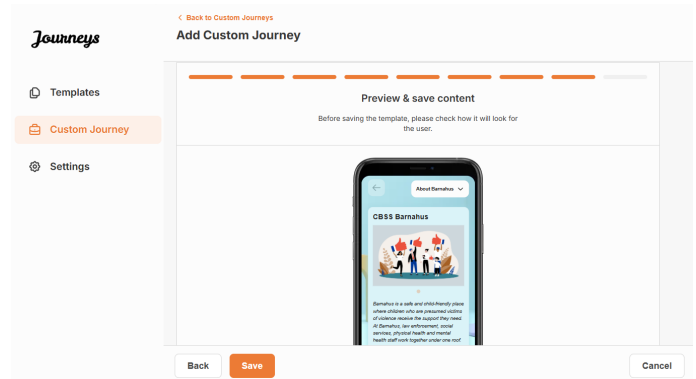 Journeys
Templates
Custom Journey
Settings
Back to Custom Journeys
Add Custom Journey
Preview & save content
Before saving the template, please check how it will look for
the user.
About Barnahus
CBSS Barnahus
Barnahus is a safe and child-friendly place
where children who are presumed victims
of violence receive the support they need.
At Barnahus, law enforcement, social
services, physical health and mental
health staff work together under one roof.
Back
Save
Cancel